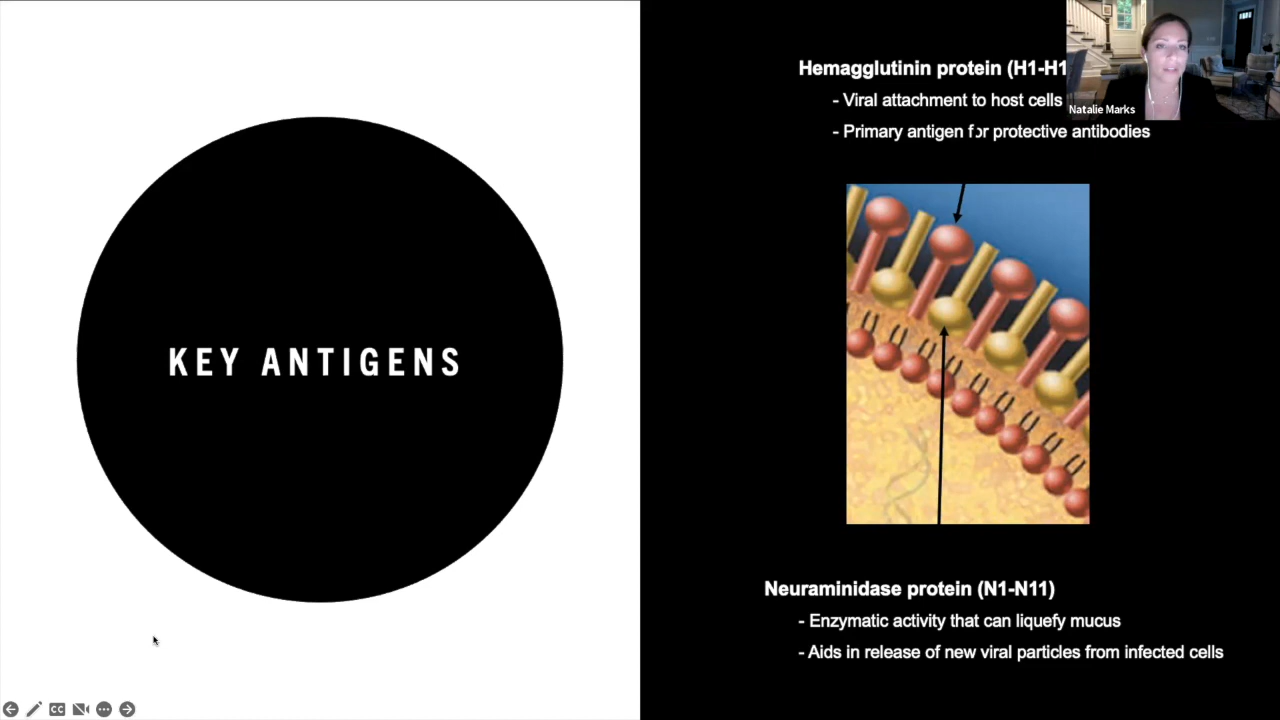 KEY ANTIGENS
Hemagglutinin protein (H1-H1
- Viral attachment to host cells
- Primary antigen for protective antibodies
Natalie Marks
Neuraminidase protein (N1-N11)
- Enzymatic activity that can liquefy mucus
- Aids in release of new viral particles from infected cells
CC